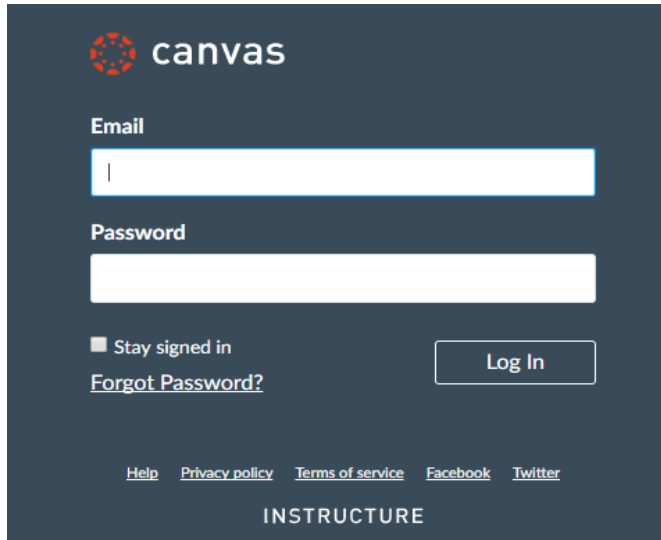 canvas
Email
Password
Stay signed in
Log In
Forgot Password?
Help Privacy policy Terms of service Facebook Twitter
INSTRUCTURE